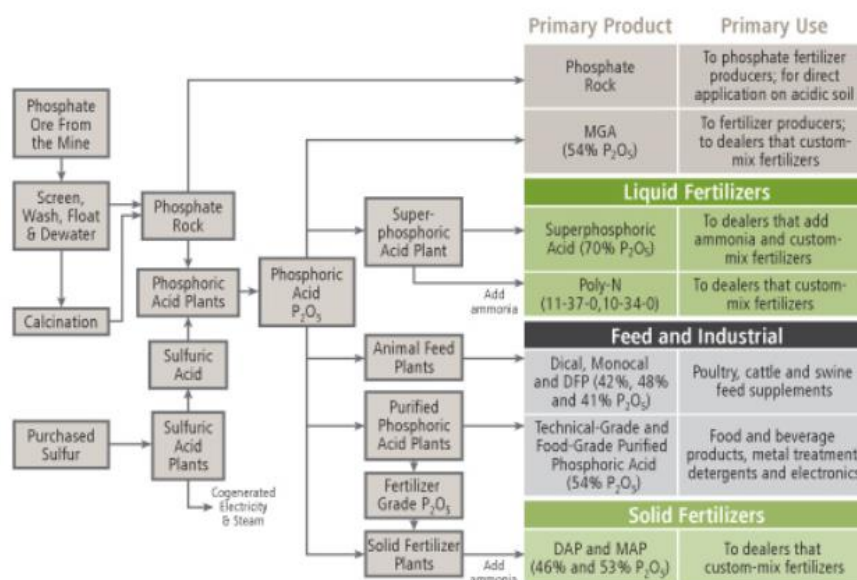 Primary Product
Primary Use
Phosphate
Ore From
the Mine
Screen,
Wash, Float
& Dewater
Calcination
Purchased
Sulfur
Phosphate
Rock
Phosphoric
Acid Plants
Sulfuric
Acid
Sulfuric
Acid
Plants
Cogenerated
Electricity
& Steam
Phosphoric
Acid
P₂O₅
Super-
phosphoric
Acid Plant
Add
ammonia
Animal Feed
Plants
Purified
Phosphoric
Acid Plants
Fertilizer
Grade P₂O₅
Solid Fertilizer
Plants
Add
ammonia
Phosphate
Rock
To phosphate fertilizer
producers; for direct
application on acidic soil
MGA
(54% P₂O₅)
To fertilizer producers;
to dealers that custom-
mix fertilizers
Liquid Fertilizers
Superphosphoric
Acid (70% P₂O₅)
To dealers that add
ammonia and custom-
mix fertilizers
Poly-N
(11-37-0,10-34-0)
To dealers that custom-
mix fertilizers
Feed and Industrial
Dical, Monocal
and DFP (42%, 48%
and 41% P₂O₅)
Poultry, cattle and swine
feed supplements
Technical-Grade and
Food-Grade Purified
Phosphoric Acid
(54% P₂O₅)
Food and beverage
products, metal treatment
detergents and electronics
Solid Fertilizers
DAP and MAP
(46% and 53% P₂O₅)
To dealers that
custom-mix fertilizers